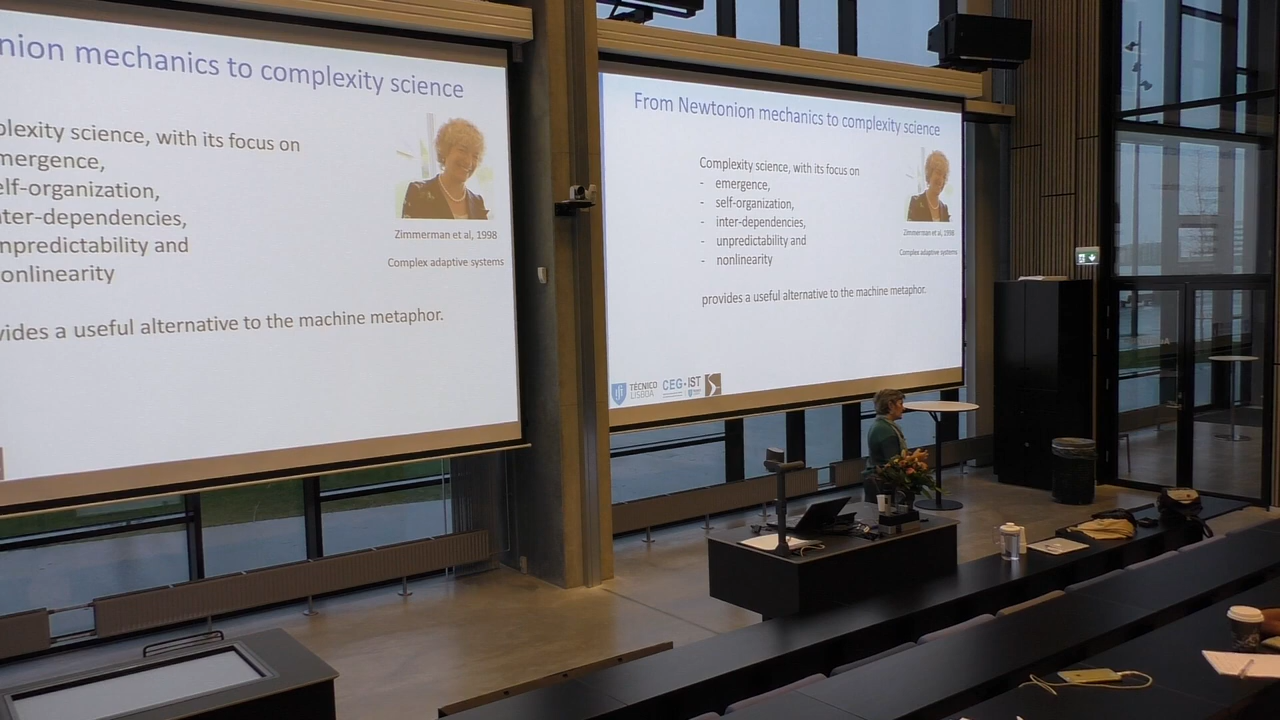 nion mechanics to complexity science
plexity science, with its focus on
mergence,
elf-organization,
nter-dependencies,
npredictability and
onlinearity
vides a useful alternative to the machine metaphor.
Zimmerman et al, 1998
Complex adaptive systems
From Newtonion mechanics to complexity science
Complexity science, with its focus on
- emergence,
- self-organization,
- inter-dependencies,
- unpredictability and
- nonlinearity
provides a useful alternative to the machine metaphor.
Zimmerman et al, 1998
Complex adaptive systems
TÉCNICO
LISBOA
CEG-IST